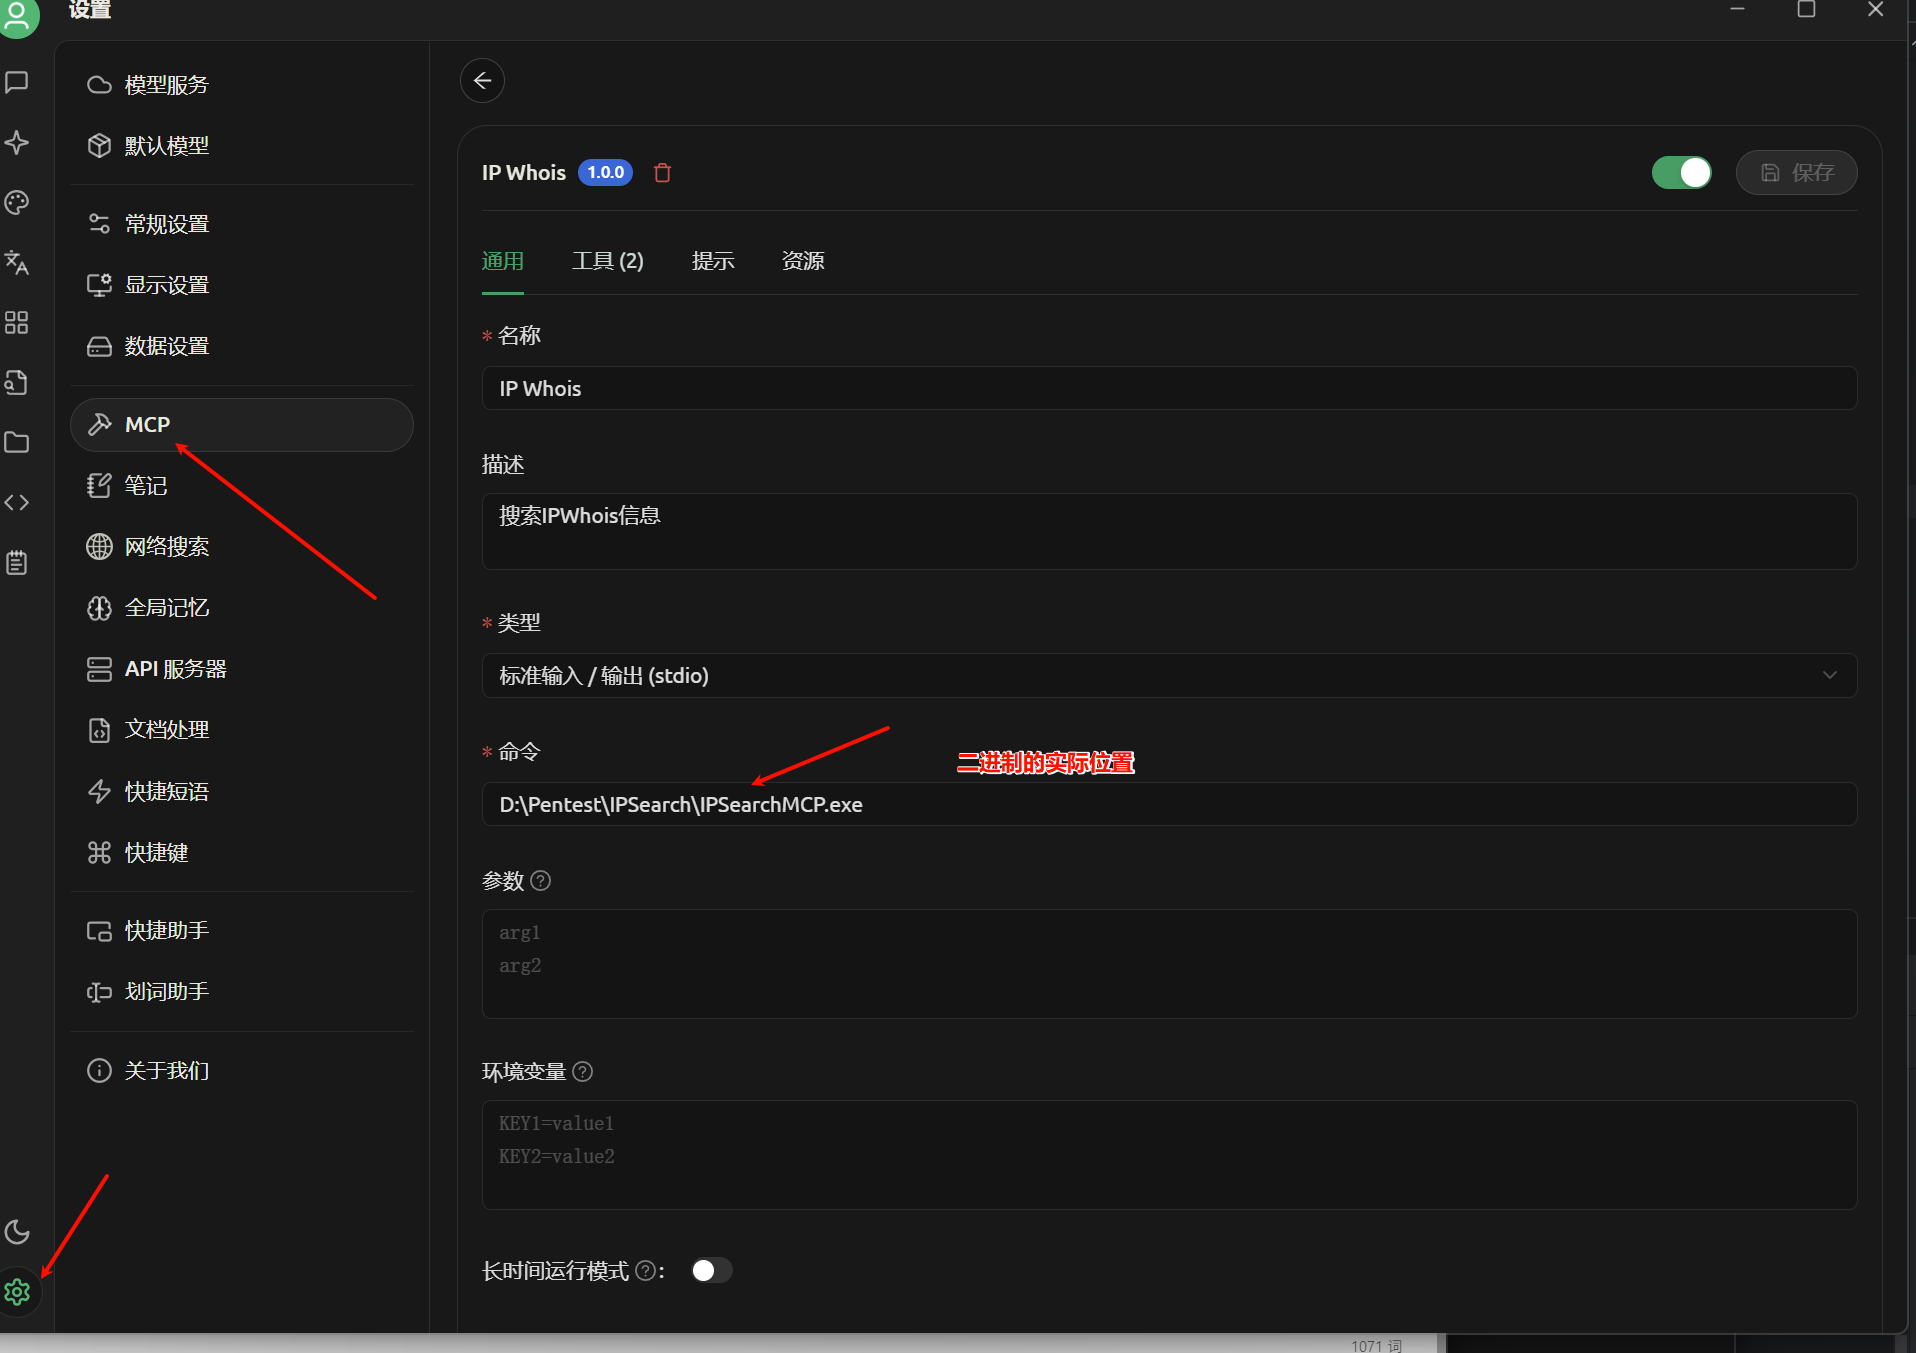 设置
模型服务
默认模型
常规设置
显示设置
数据设置
MCP
笔记
网络搜索
全局记忆
API 服务器
文档处理
快捷短语
快捷键
快捷助手
划词助手
关于我们
IP Whois 1.0.0
保存
通用 工具 (2) 提示 资源
* 名称
IP Whois
描述
搜索IPWhois信息
* 类型
标准输入 / 输出 (stdio)
* 命令
二进制的实际位置
D:\Pentest\IPSearch\IPSearchMCP.exe
参数
arg1
arg2
环境变量
KEY1=value1
KEY2=value2
长时间运行模式 :
1071 词